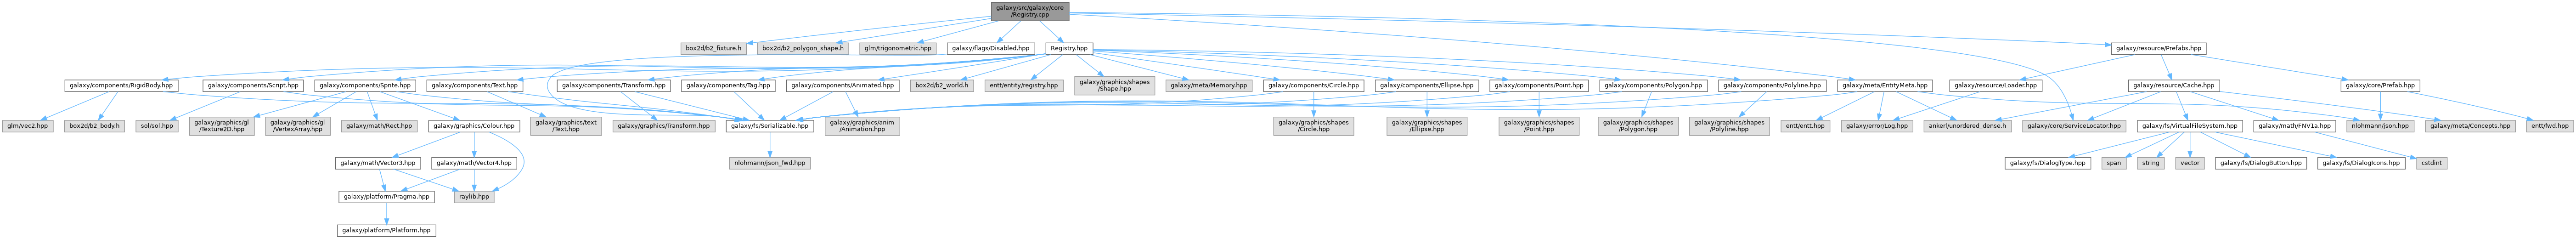 galaxy/src/galaxy/core
/Registry.cpp
box2d/b2_fixture.h
box2d/b2_polygon_shape.h
glm/trigonometric.hpp
galaxy/flags/Disabled.hpp
Registry.hpp
galaxy/resource/Prefabs.hpp
galaxy/components/RigidBody.hpp
galaxy/components/Script.hpp
galaxy/components/Sprite.hpp
galaxy/components/Text.hpp
galaxy/components/Transform.hpp
galaxy/components/Tag.hpp
galaxy/components/Animated.hpp
box2d/b2_world.h
entt/entity/registry.hpp
galaxy/graphics/shapes
/Shape.hpp
galaxy/meta/Memory.hpp
galaxy/components/Circle.hpp
galaxy/components/Ellipse.hpp
galaxy/components/Point.hpp
galaxy/components/Polygon.hpp
galaxy/components/Polyline.hpp
galaxy/meta/EntityMeta.hpp
galaxy/resource/Loader.hpp
galaxy/resource/Cache.hpp
galaxy/core/Prefab.hpp
glm/vec2.hpp
box2d/b2_body.h
sol/sol.hpp
galaxy/graphics/gl
/Texture2D.hpp
galaxy/graphics/gl
/VertexArray.hpp
galaxy/math/Rect.hpp
galaxy/graphics/Colour.hpp
galaxy/graphics/text
/Text.hpp
galaxy/graphics/Transform.hpp
galaxy/fs/Serializable.hpp
galaxy/graphics/anim
/Animation.hpp
galaxy/graphics/shapes
/Circle.hpp
galaxy/graphics/shapes
/Ellipse.hpp
galaxy/graphics/shapes
/Point.hpp
galaxy/graphics/shapes
/Polygon.hpp
galaxy/graphics/shapes
/Polyline.hpp
entt/entt.hpp
galaxy/error/Log.hpp
ankerl/unordered_dense.h
galaxy/core/ServiceLocator.hpp
galaxy/fs/VirtualFileSystem.hpp
galaxy/math/FNV1a.hpp
nlohmann/json.hpp
galaxy/meta/Concepts.hpp
entt/fwd.hpp
galaxy/math/Vector3.hpp
galaxy/math/Vector4.hpp
nlohmann/json_fwd.hpp
galaxy/fs/DialogType.hpp
span
string
vector
galaxy/fs/DialogButton.hpp
galaxy/fs/DialogIcons.hpp
cstdint
galaxy/platform/Pragma.hpp
raylib.hpp
galaxy/platform/Platform.hpp